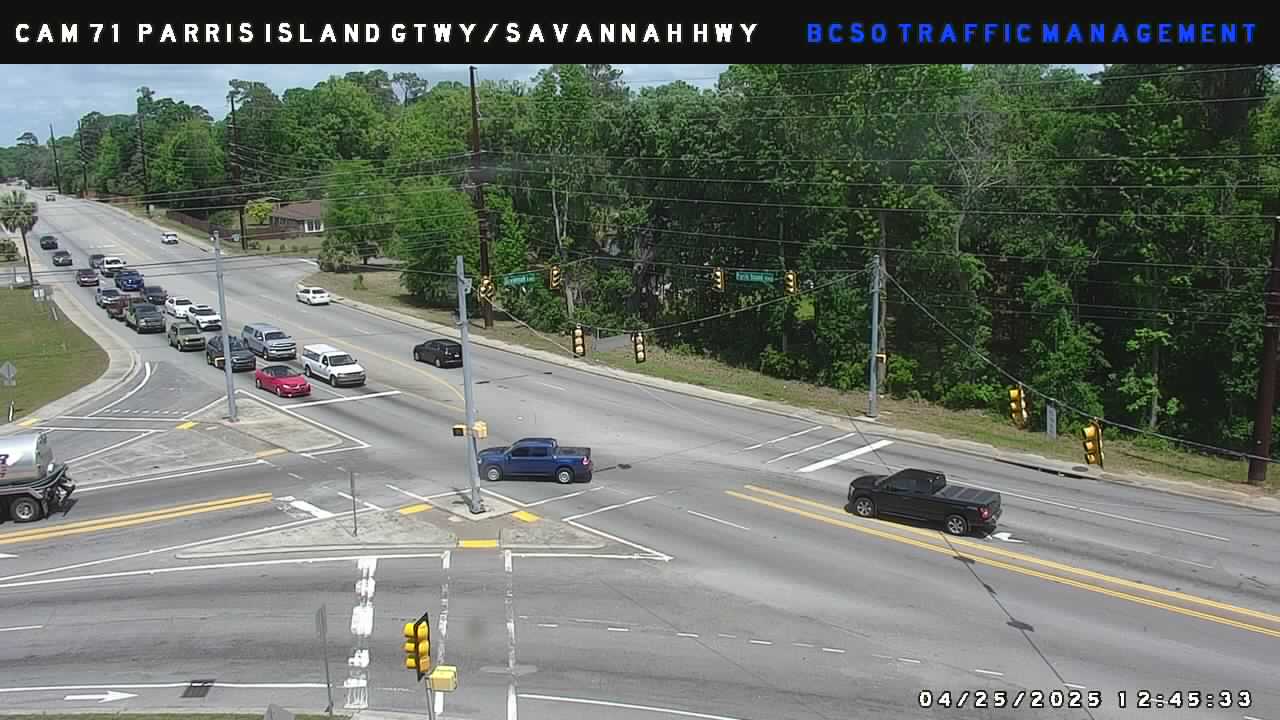 CAM 71 PARRIS ISLAND GTWY/SAVANNAH HWY BCSO TRAFFIC MANAGEMENT
04/25/2025 12:45:33